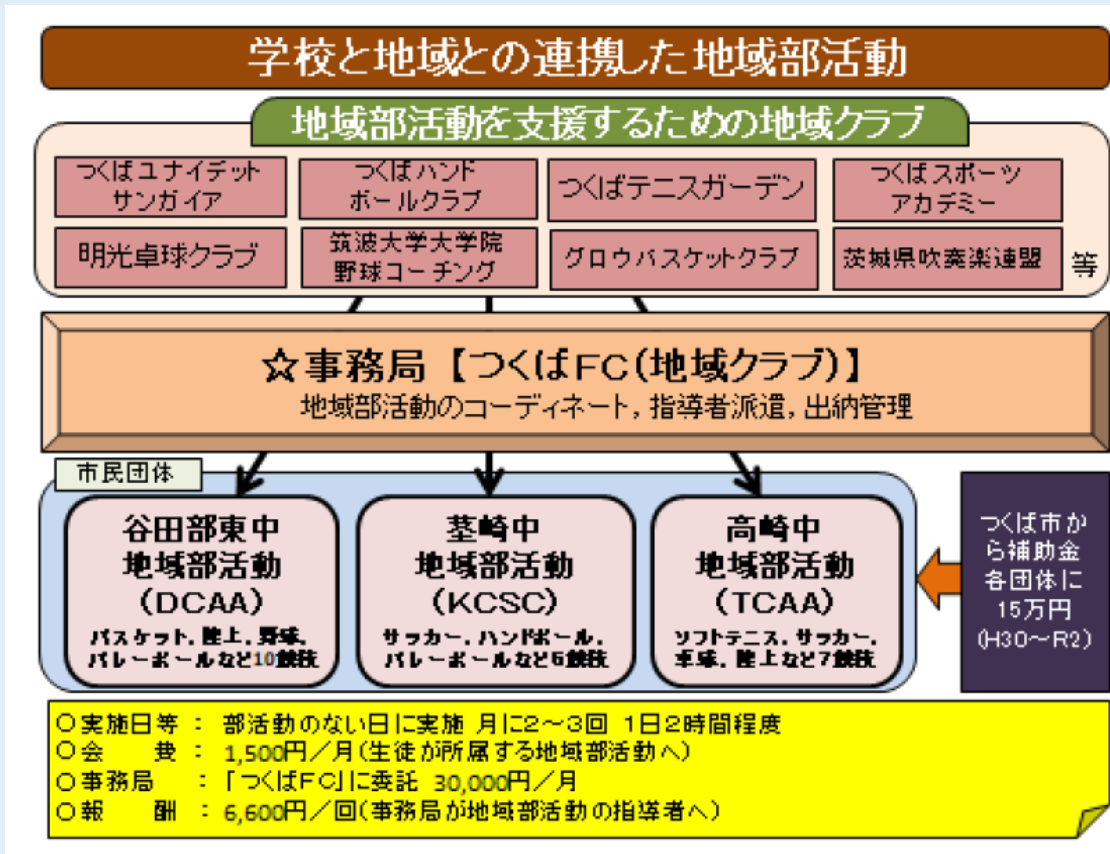 学校と地域との連携した地域部活動
地域部活動を支援するための地域クラブ
つくばユナイテット
サンガイア
つくばハンド
ボールクラブ
つくばテニスガーデン
つくばスポーツ
アカデミー
明光卓球クラブ
筑波大学大学院
野球コーチング
グロウバスケットクラブ
茨城県吹奏楽連盟
等
☆事務局【つくばFC(地域クラブ)】
地域部活動のコーディネート，指導者派遣，出納管理
市民団体
谷田部東中
地域部活動
(DCAA)
バスケット，陸上，野球，
バレーボールなど10競技
茎崎中
地域部活動
(KCSC)
サッカー，ハンドボール，
バレーボールなど5競技
高崎中
地域部活動
(TCAA)
ソフトテニス，サッカー，
卓球，陸上など7競技
つくば市か
ら補助金
各団体に
15万円
(H30～R2)
○実施日等 ： 部活動のない日に実施 月に2～3回 1日2時間程度
○会　費 ： 1,500円／月(生徒が所属する地域部活動へ)
○事務局 ： 「つくばFC」に委託 30,000円／月
○報　酬 ： 6,600円／回(事務局が地域部活動の指導者へ)